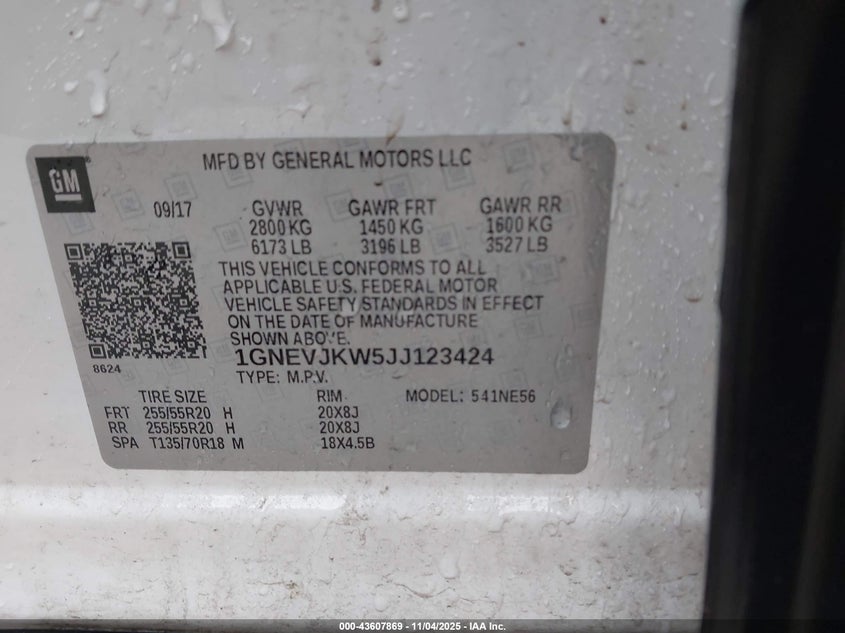 GM
MFD BY GENERAL MOTORS LLC
09/17 GVWR GAWR FRT GAWR RR
2800 KG 1450 KG 1600 KG
6173 LB 3196 LB 3527 LB
THIS VEHICLE CONFORMS TO ALL
APPLICABLE U.S. FEDERAL MOTOR
VEHICLE SAFETY STANDARDS IN EFFECT
ON THE DATE OF MANUFACTURE
SHOWN ABOVE.
8624
1GNEVJKW5JJ123424
TYPE: M.P.V.
TIRE SIZE RIM MODEL: 541NE56
FRT 255/55R20 H 20X8J
RR 255/55R20 H 20X8J
SPA T135/70R18 M 18X4.5B
000-43607869 - 11/04/2025 - IAA Inc.